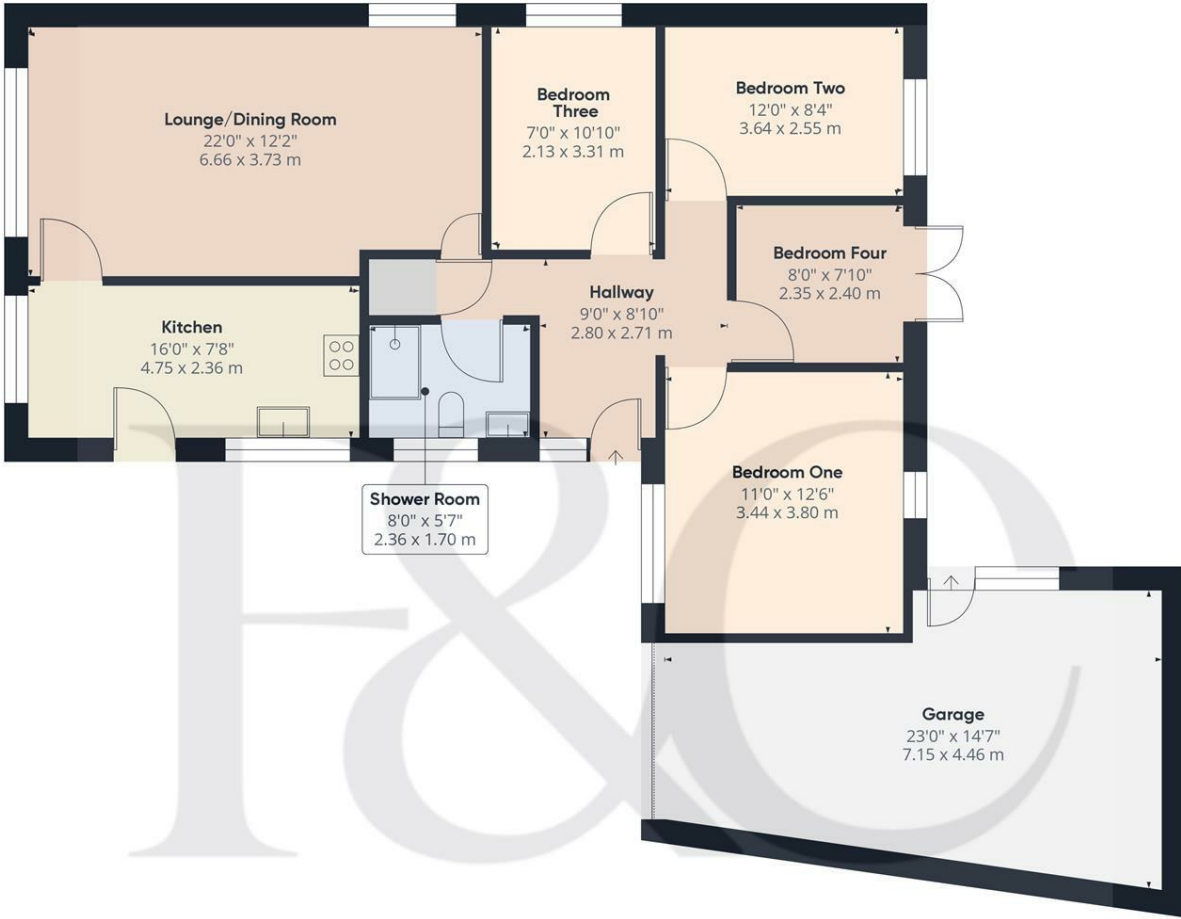 Lounge/Dining Room
22'0" x 12'2"
6.66 x 3.73 m
Bedroom
Three
7'0" x 10'10"
2.13 x 3.31 m
Bedroom Two
12'0" x 8'4"
3.64 x 2.55 m
Bedroom Four
8'0" x 7'10"
2.35 x 2.40 m
Hallway
9'0" x 8'10"
2.80 x 2.71 m
Kitchen
16'0" x 7'8"
4.75 x 2.36 m
Shower Room
8'0" x 5'7"
2.36 x 1.70 m
Bedroom One
11'0" x 12'6"
3.44 x 3.80 m
Garage
23'0" x 14'7"
7.15 x 4.46 m
F&C